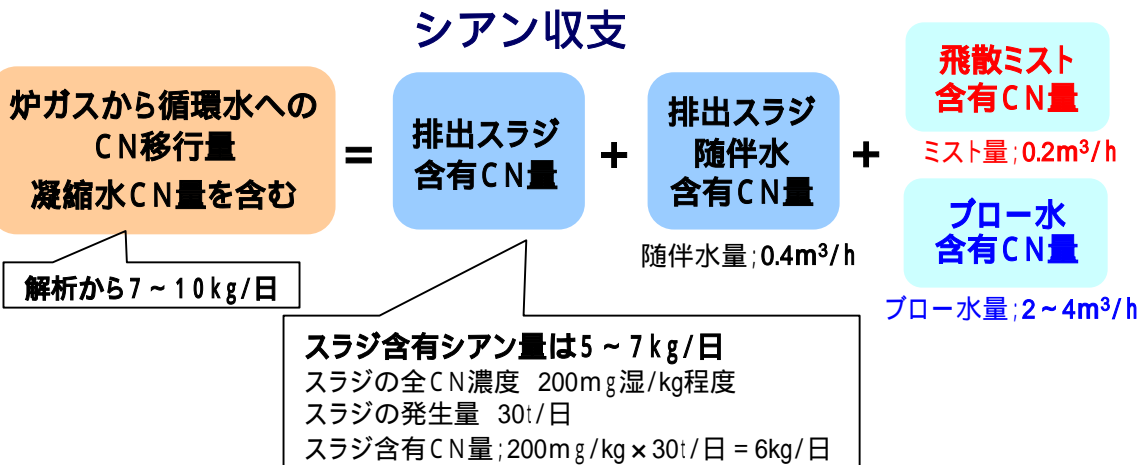 シアン収支
炉ガスから循環水への
CN移行量
凝縮水CN量を含む
=
排出スラジ
含有CN量
+
排出スラジ
随伴水
含有CN量
+
飛散ミスト
含有CN量
ミスト量;0.2m³/h
ブロー水
含有CN量
ブロー水量;2~4m³/h
随伴水量;0.4m³/h
解析から7~10kg/日
スラジ含有シアン量は5~7kg/日
スラジの全CN濃度 200mg湿/kg程度
スラジの発生量 30t/日
スラジ含有CN量;200mg/kg×30t/日=6kg/日